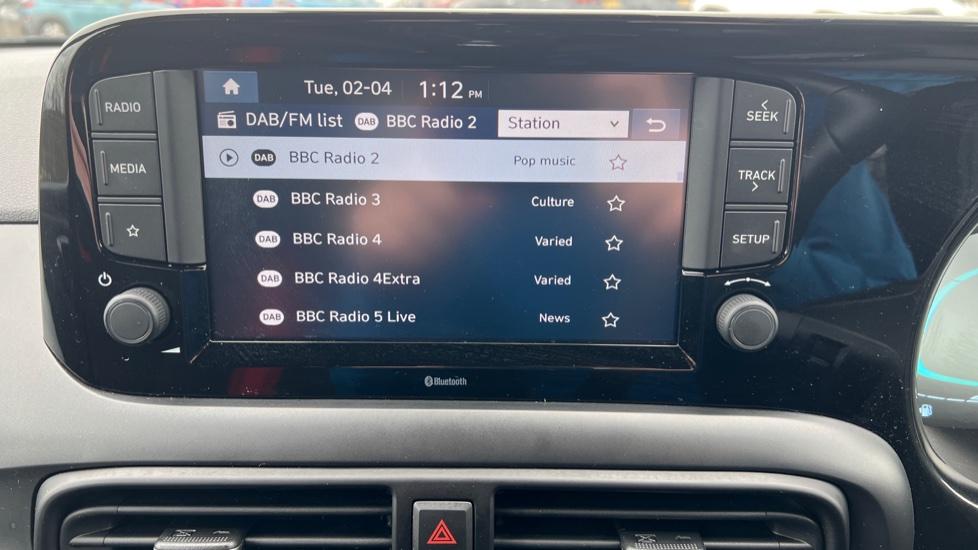 RADIO
MEDIA
Tue, 02-04 1:12 PM
DAB/FM list DAB BBC Radio 2 Station
DAB BBC Radio 2 Pop music
DAB BBC Radio 3 Culture
DAB BBC Radio 4 Varied
DAB BBC Radio 4Extra Varied
DAB BBC Radio 5 Live News
SEEK
TRACK
SETUP
Bluetooth